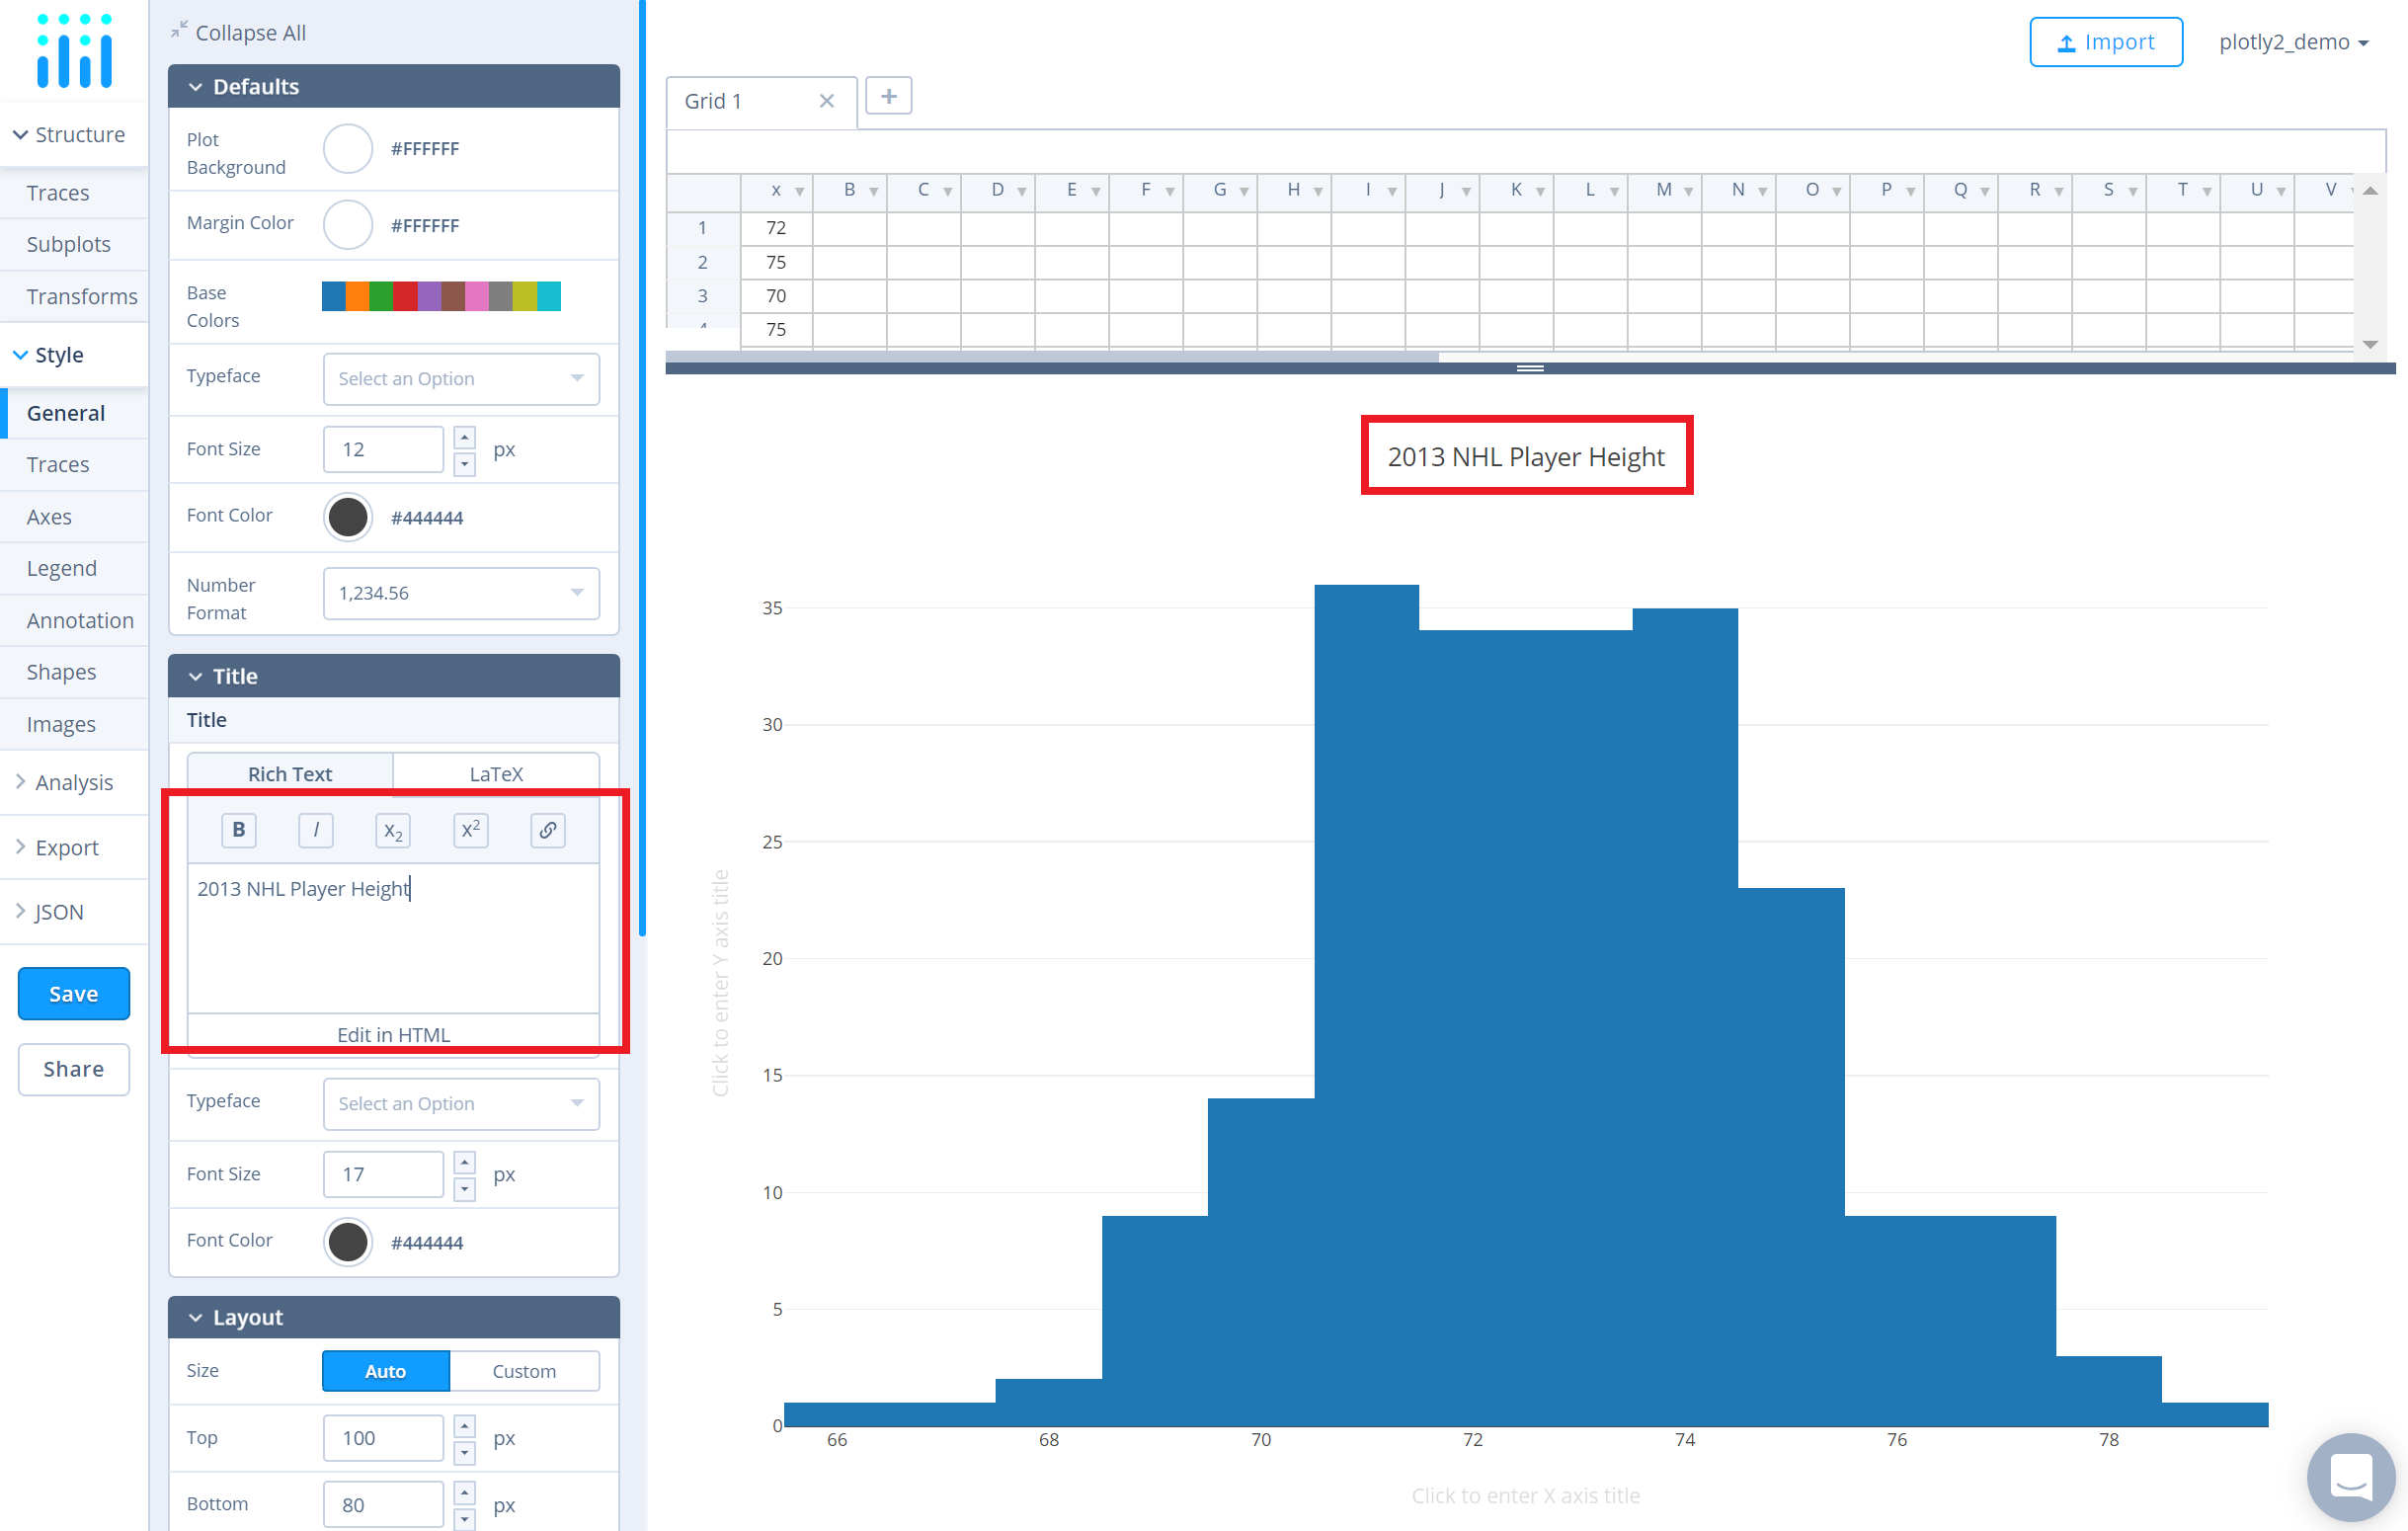 Collapse All
Import
plotly2_demo
Defaults
Grid 1
+
Structure
Plot Background
#FFFFFF
Traces
Margin Color
#FFFFFF
x B C D E F G H I J K L M N O P Q R S T U V
1 72
2 75
3 70
4 75
Subplots
Transforms
Base Colors
Style
Typeface
Select an Option
General
Font Size
12
px
Traces
Axes
Font Color
#444444
Legend
Number Format
1,234.56
Annotation
Shapes
Images
Analysis
Export
JSON
Save
Share
Title
Title
Rich Text
LaTeX
B
I
X2
X2
2013 NHL Player Height
Edit in HTML
Typeface
Select an Option
Font Size
17
px
Font Color
#444444
Layout
Size
Auto
Custom
Top
100
px
Bottom
80
px
2013 NHL Player Height
35
30
25
20
15
10
5
0
Click to enter Y axis title
66 68 70 72 74 76 78
Click to enter X axis title